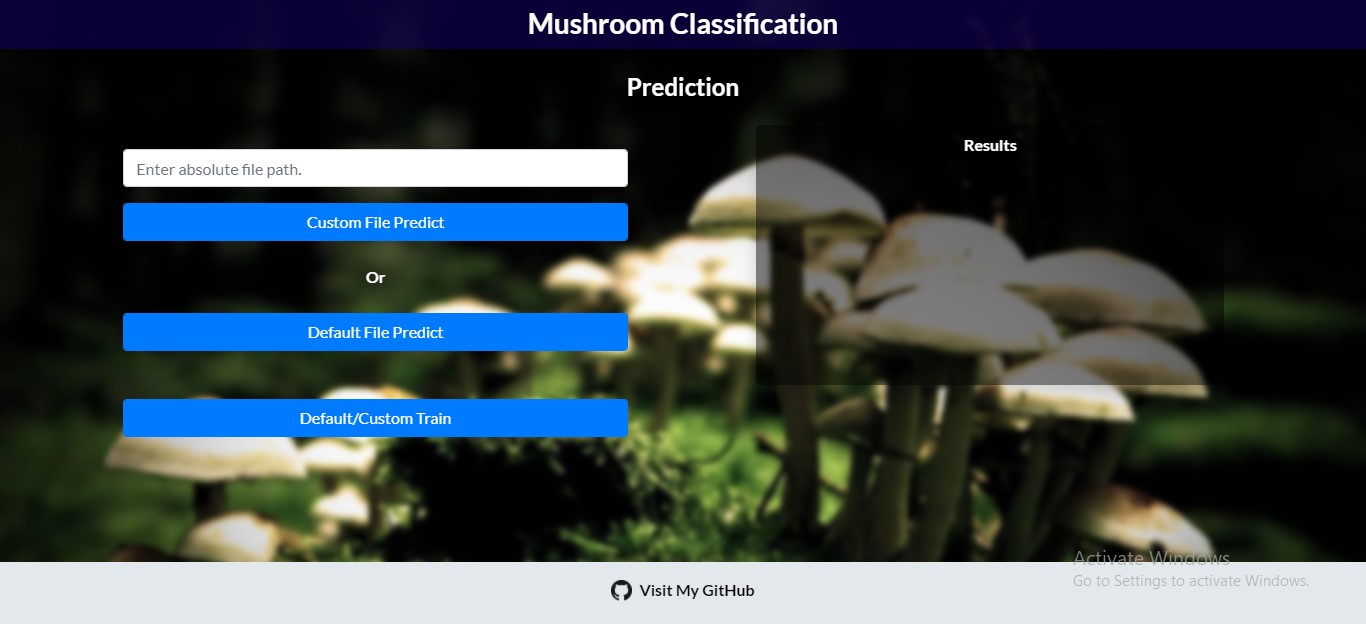 Mushroom Classification
Prediction
Enter absolute file path.
Custom File Predict
Or
Default File Predict
Default/Custom Train
Results
Activate Windows
Go to Settings to activate Windows.
Visit My GitHub